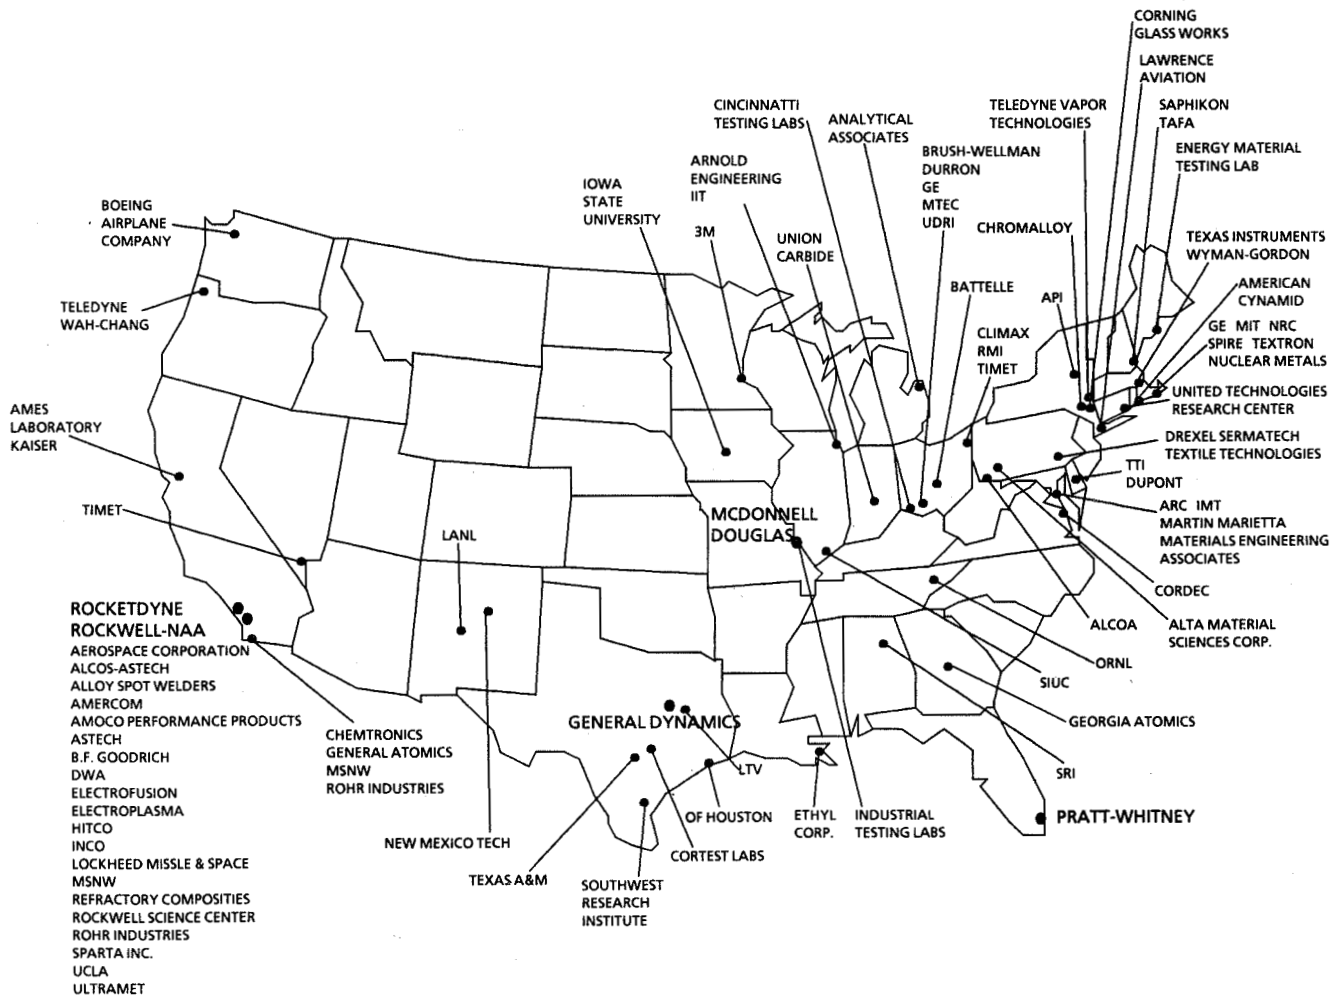 CORNING
GLASS WORKS
LAWRENCE
AVIATION
CINCINNATTI
TESTING LABS
ANALYTICAL
ASSOCIATES
TELEDYNE VAPOR
TECHNOLOGIES
SAPHIKON
TAFA
ENERGY MATERIAL
TESTING LAB
BRUSH-WELLMAN
DURRON
GE
MTEC
UDRI
ARNOLD
ENGINEERING
IIT
IOWA
STATE
UNIVERSITY
3M
UNION
CARBIDE
CHROMALLOY
TEXAS INSTRUMENTS
WYMAN-GORDON
BOEING
AIRPLANE
COMPANY
BATTELLE
API
AMERICAN
CYNAMID
TELEDYNE
WAH-CHANG
CLIMAX
RMI
TIMET
GE MIT NRC
SPIRE TEXTRON
NUCLEAR METALS
UNITED TECHNOLOGIES
RESEARCH CENTER
AMES
LABORATORY
KAISER
DREXEL SERMATECH
TEXTILE TECHNOLOGIES
TTI
DUPONT
TIMET
LANL
MCDONNELL
DOUGLAS
ARC IMT
MARTIN MARIETTA
MATERIALS ENGINEERING
ASSOCIATES
CORDEC
ALCOA
ALTA MATERIAL
SCIENCES CORP.
ORNL
SIUC
GEORGIA ATOMICS
SRI
ROCKETDYNE
ROCKWELL-NAA
AEROSPACE CORPORATION
ALCOS-ASTECH
ALLOY SPOT WELDERS
AMERCOM
AMOCO PERFORMANCE PRODUCTS
ASTECH
B.F. GOODRICH
DWA
ELECTROFUSION
ELECTROPLASMA
HITCO
INCO
LOCKHEED MISSLE & SPACE
MSNW
REFRACTORY COMPOSITIES
ROCKWELL SCIENCE CENTER
ROHR INDUSTRIES
SPARTA INC.
UCLA
ULTRAMET
CHEMTRONICS
GENERAL ATOMICS
MSNW
ROHR INDUSTRIES
GENERAL DYNAMICS
LTV
NEW MEXICO TECH
TEXAS A&M
SOUTHWEST
RESEARCH
INSTITUTE
CORTEST LABS
OF HOUSTON
ETHYL
CORP.
INDUSTRIAL
TESTING LABS
PRATT-WHITNEY